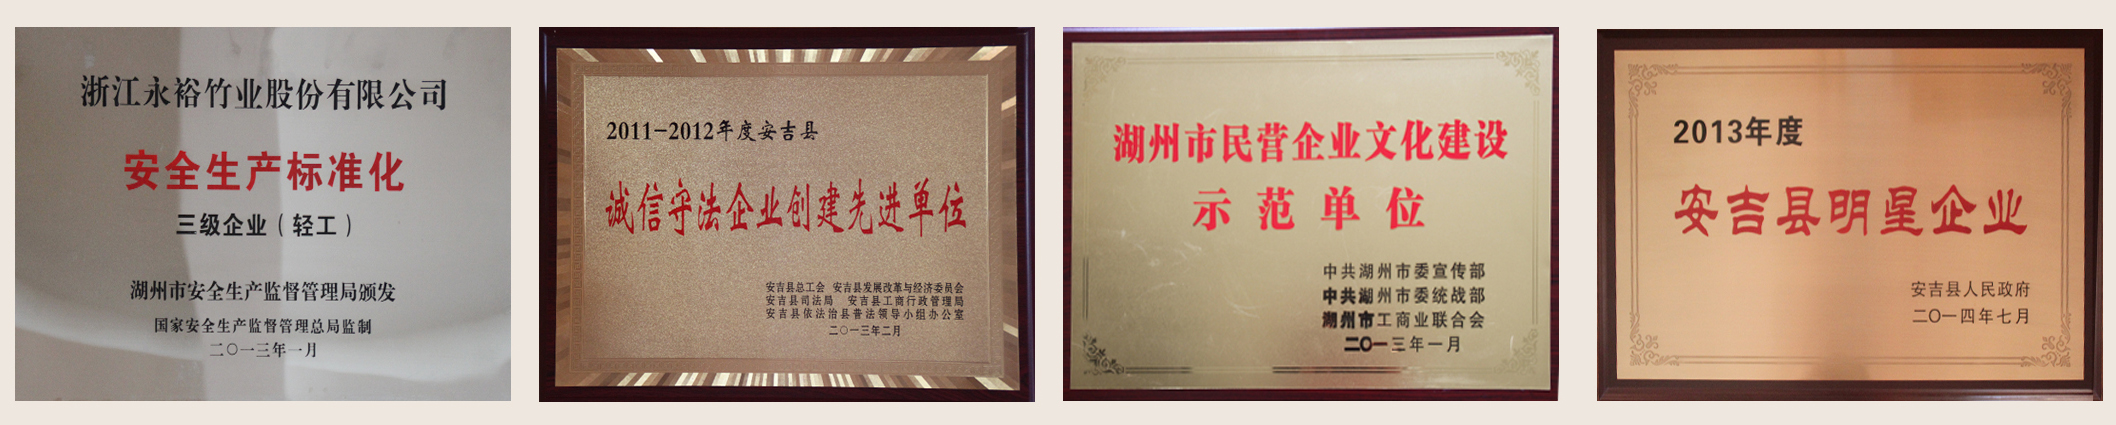 浙江永裕竹业股份有限公司
安全生产标准化
三级企业（轻工）
湖州市安全生产监督管理局颁发
国家安全生产监督管理总局监制
二〇一三年一月
2011-2012年度安吉县
诚信守法企业创建先进单位
安吉县总工会 安吉县发展改革与经济委员会
安吉县司法局 安吉县工商行政管理局
安吉县依法治县普法领导小组办公室
二〇一三年二月
湖州市民营企业文化建设
示范单位
中共湖州市委宣传部
中共湖州市委统战部
湖州市工商业联合会
二〇一三年一月
2013年度
安吉县明星企业
安吉县人民政府
二〇一四年七月